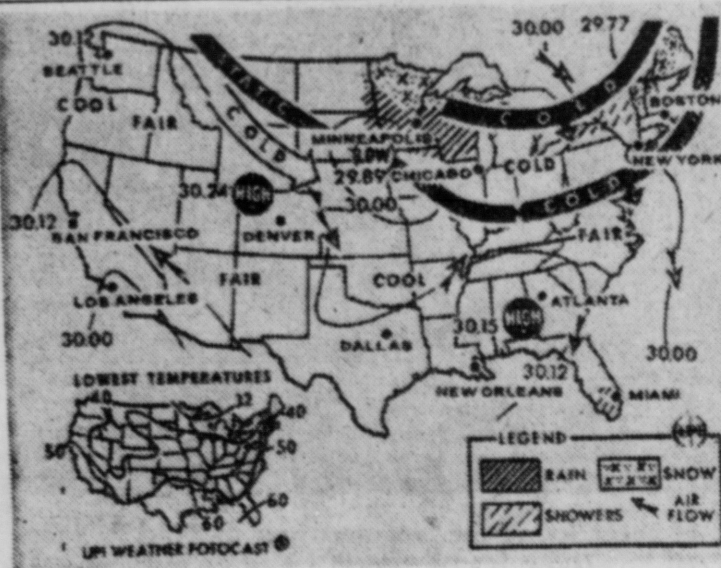 30.00 29.77
30.12
SEATTLE
COOL
FAIR
STATIC
COLD
COLD
BOSTON
MINNEAPOLIS
LOW
29.89
CHICAGO
COLD
NEW YORK
30.24
HIGH
30.00
COLD
30.12
SAN FRANCISCO
DENVER
FAIR
FAIR
COOL
LOS ANGELES
ATLANTA
30.00
30.15
HIGH
DALLAS
30.12
30.00
NEW ORLEANS
MIAMI
LOWEST TEMPERATURES
40 32 40
50 50
60
60
UPI WEATHER FOTOCAST
LEGEND
RAIN SNOW
SHOWERS AIR
FLOW